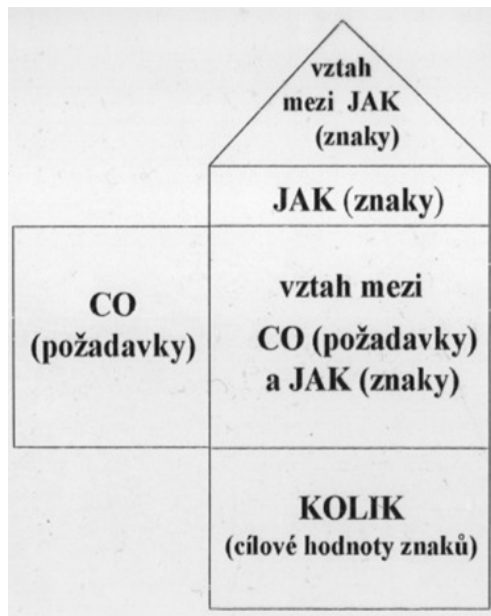 vztah
mezi JAK
(znaky)
JAK (znaky)
CO
(požadavky)
vztah mezi
CO (požadavky)
a JAK (znaky)
KOLIK
(cílové hodnoty znaků)